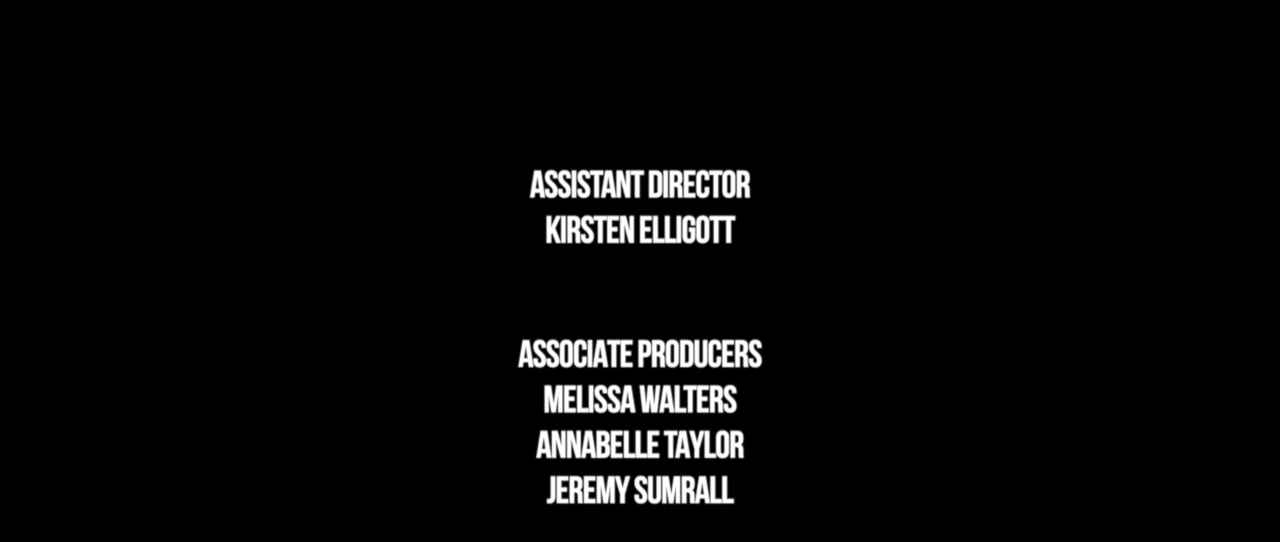 ASSISTANT DIRECTOR
KIRSTEN ELLIGOTT
ASSOCIATE PRODUCERS
MELISSA WALTERS
ANNABELLE TAYLOR
JEREMY SUMRALL